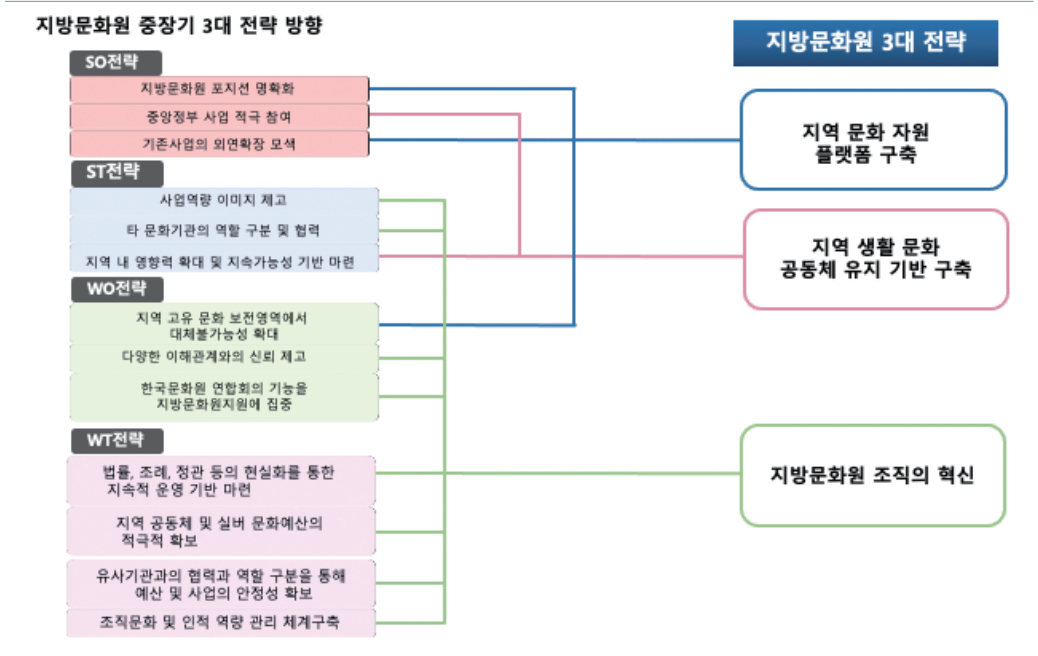 지방문화원 중장기 3대 전략 방향
지방문화원 3대 전략
SO전략
지방문화원 포지션 명확화
중앙정부 사업 적극 참여
기존사업의 외연확장 모색
ST전략
사업역량 이미지 제고
타 문화기관의 역할 구분 및 협력
지역 내 영향력 확대 및 지속가능성 기반 마련
WO전략
지역 고유 문화 보전영역에서
대체불가능성 확대
다양한 이해관계와의 신뢰 제고
한국문화원 연합회의 기능을
지방문화원지원에 집중
WT전략
법률, 조례, 정관 등의 현실화를 통한
지속적 운영 기반 마련
지역 공동체 및 실버 문화예산의
적극적 확보
유사기관과의 협력과 역할 구분을 통해
예산 및 사업의 안정성 확보
조직문화 및 인적 역량 관리 체계구축
지역 문화 자원
플랫폼 구축
지역 생활 문화
공동체 유지 기반 구축
지방문화원 조직의 혁신